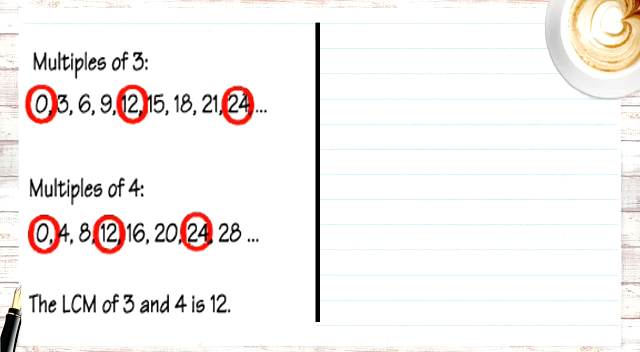 Multiples of 3:
0, 3, 6, 9, 12, 15, 18, 21, 24 ...
Multiples of 4:
0, 4, 8, 12, 16, 20, 24, 28 ...
The LCM of 3 and 4 is 12.